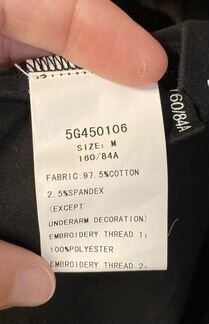 5G450106
SIZE: M
160/84A
FABRIC:97.5%COTTON
2.5%SPANDEX
(EXCEPT
UNDERARM DECORATION)
EMBROIDERY THREAD 1:
100%POLYESTER
EMBROIDERY THREAD 2:
160/84A